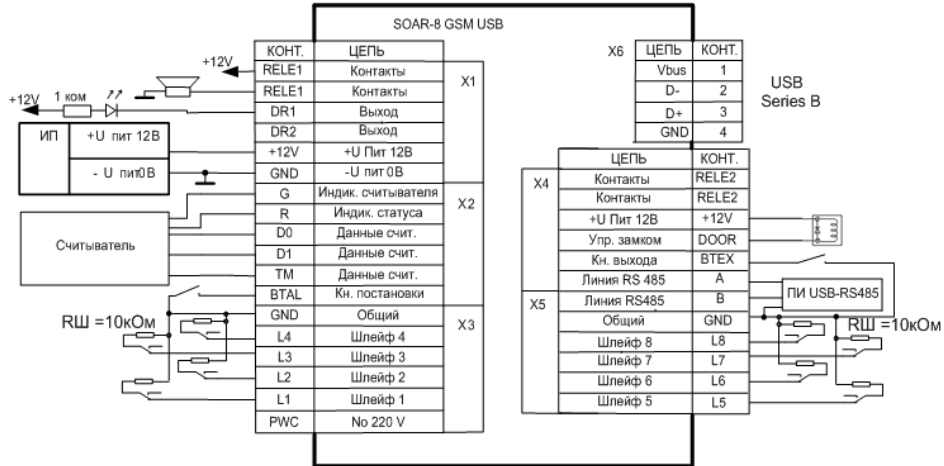 SOAR-8 GSM USB
КОНТ. ЦЕПЬ
+12V RELE1 Контакты X1
RELE1 Контакты
+12V 1 ком DR1 Выход
DR2 Выход
ИП +U пит 12В +12V +U Пит 12В
- U пит0В GND -U пит 0В
G Индик. считывателя X2
R Индик. статуса
Считыватель D0 Данные счит.
D1 Данные счит.
TM Данные счит.
BTAL Кн. постановки
GND Общий X3
RШ =10кОм
L4 Шлейф 4
L3 Шлейф 3
L2 Шлейф 2
L1 Шлейф 1
PWC No 220 V
X6 ЦЕПЬ КОНТ.
Vbus 1
D- 2
D+ 3
GND 4
USB
Series B
ЦЕПЬ КОНТ.
X4 Контакты RELE2
Контакты RELE2
+U Пит 12В +12V
Упр. замком DOOR
Кн. выхода BTEX
Линия RS 485 A
X5 Линия RS485 B
ПИ USB-RS485
Общий GND
RШ =10кОм
Шлейф 8 L8
Шлейф 7 L7
Шлейф 6 L6
Шлейф 5 L5